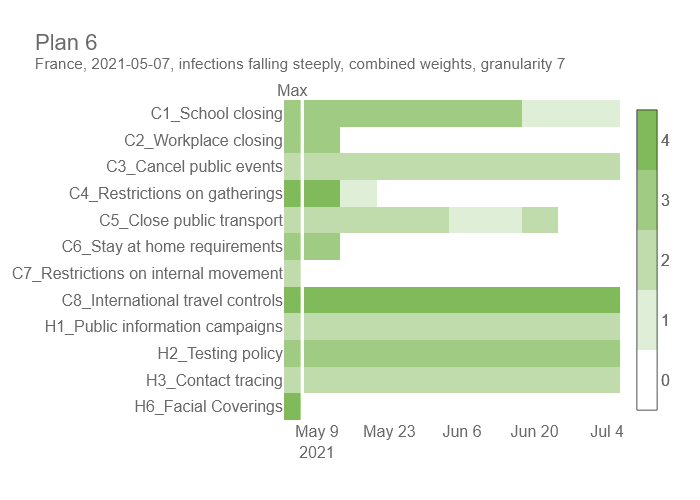 Plan 6
France, 2021-05-07, infections falling steeply, combined weights, granularity 7
Max
C1_School closing
C2_Workplace closing
C3_Cancel public events
C4_Restrictions on gatherings
C5_Close public transport
C6_Stay at home requirements
C7_Restrictions on internal movement
C8_International travel controls
H1_Public information campaigns
H2_Testing policy
H3_Contact tracing
H6_Facial Coverings
May 9 May 23 Jun 6 Jun 20 Jul 4
2021
4
3
2
1
0